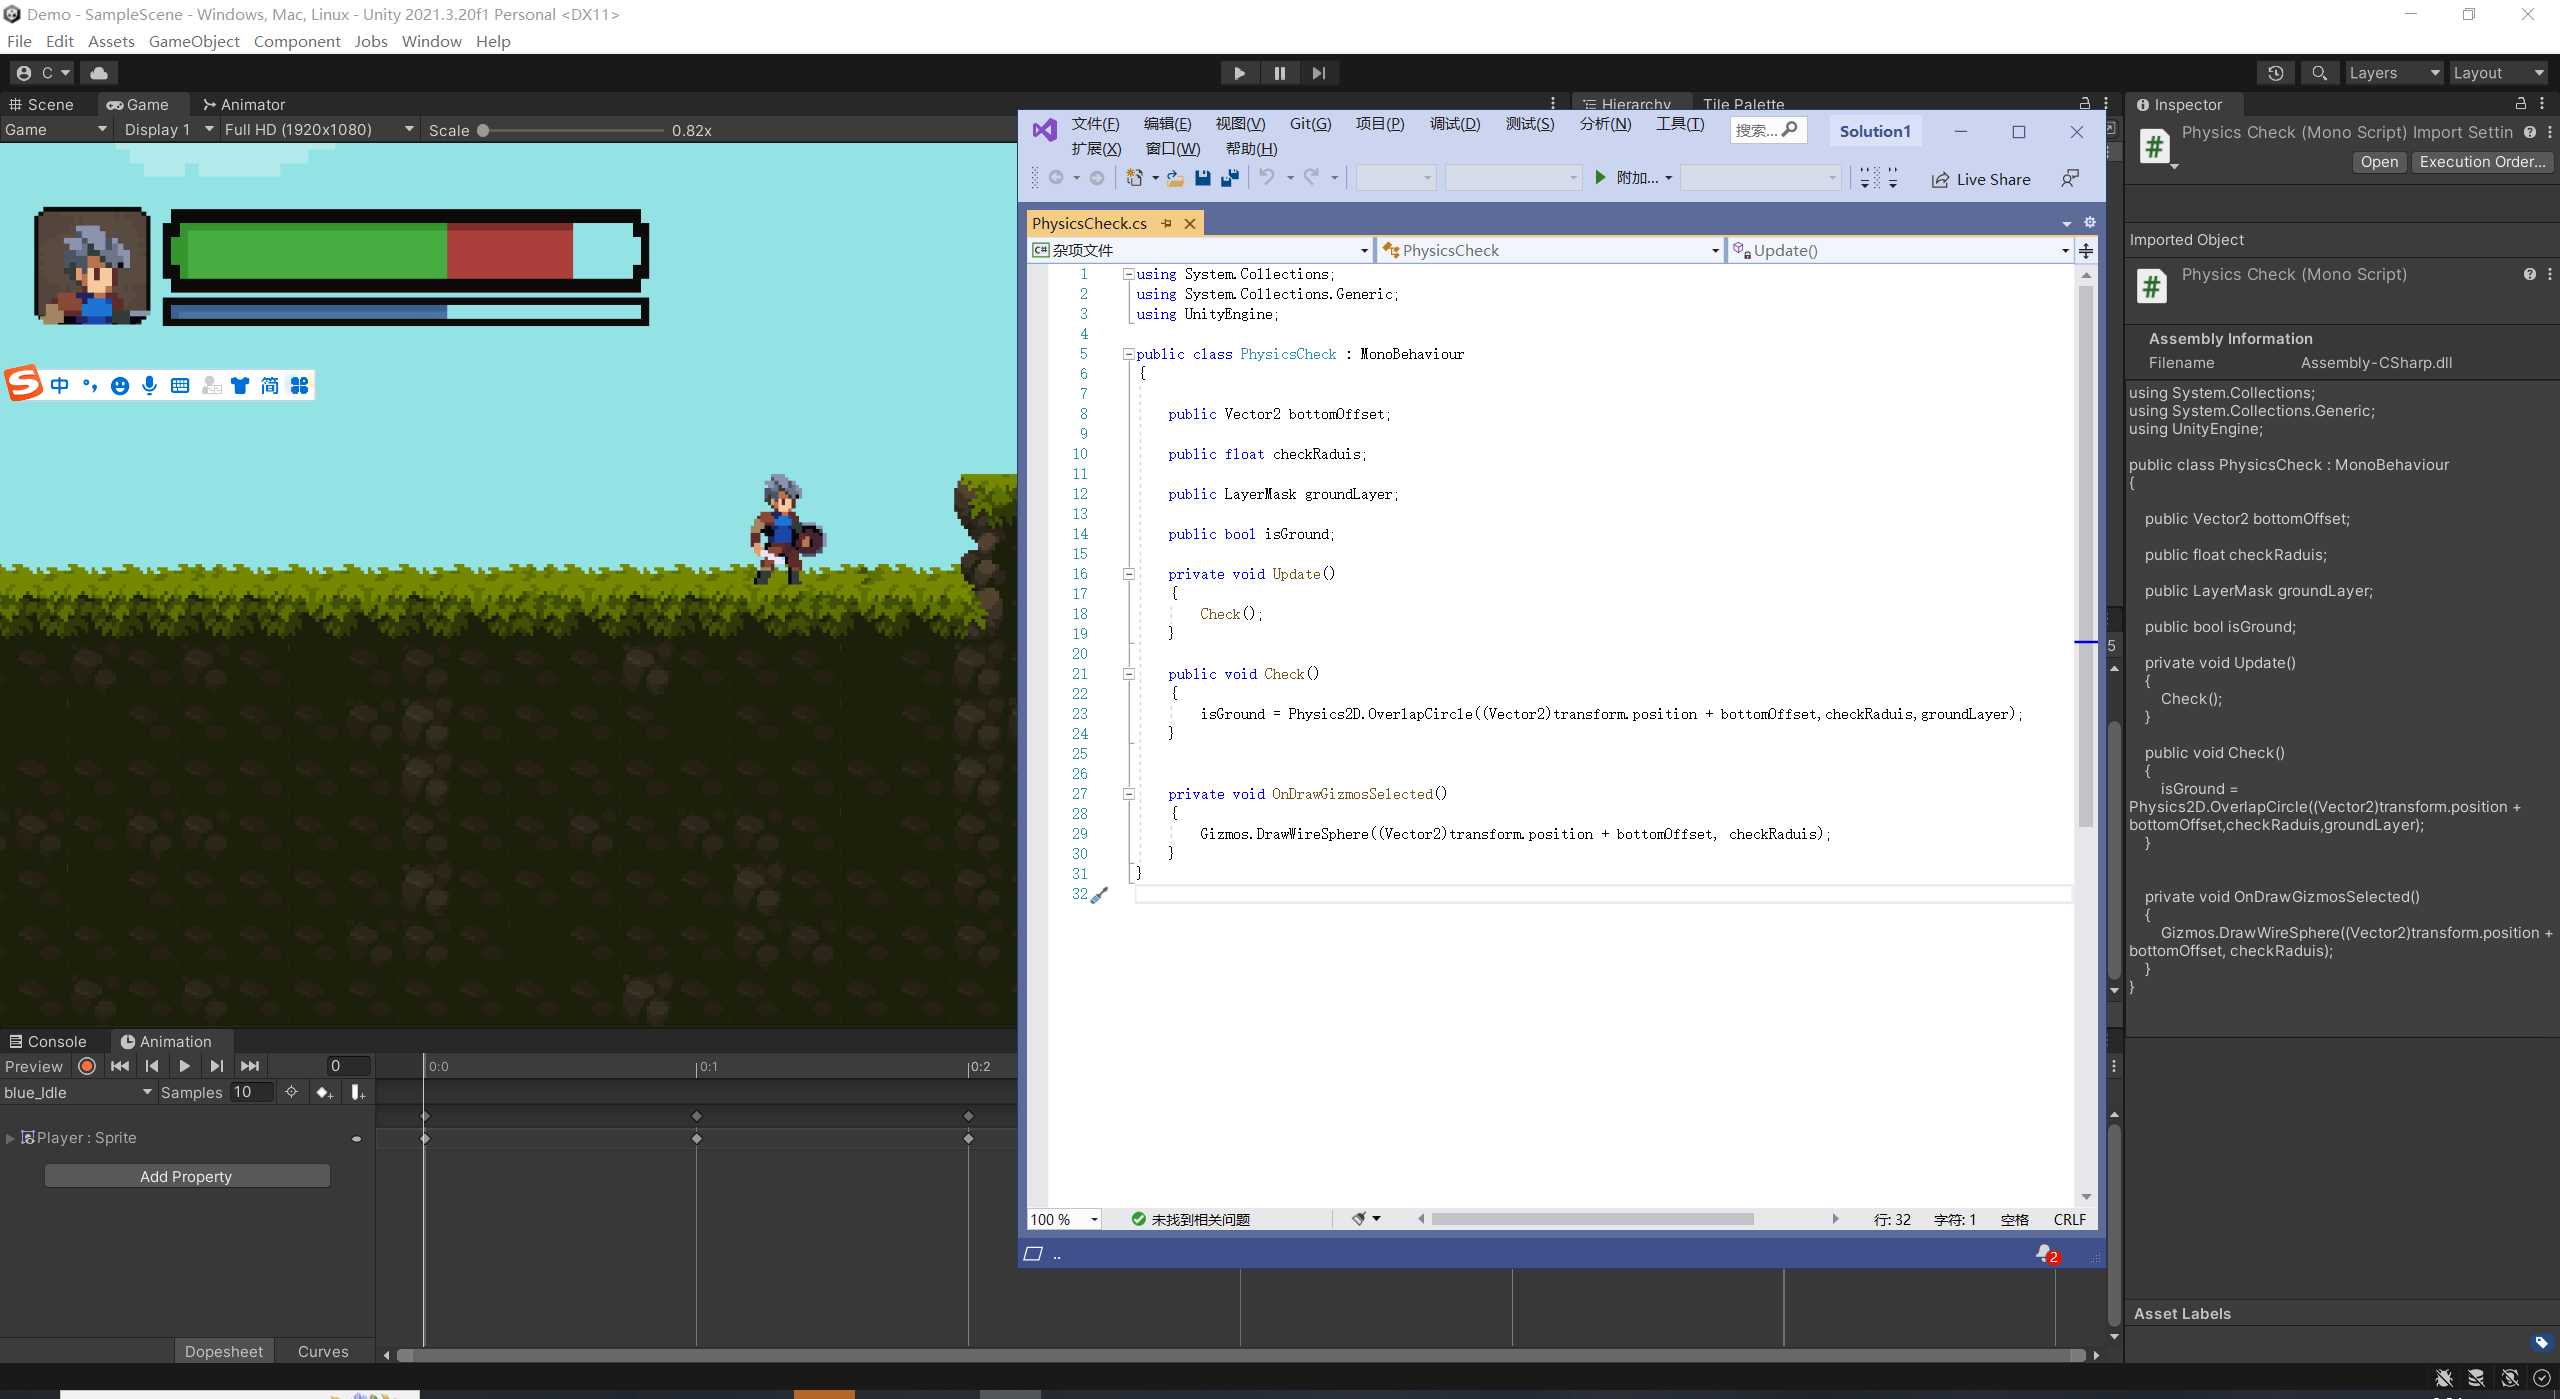 Demo - SampleScene - Windows, Mac, Linux - Unity 2021.3.20f1 Personal <DX11>
File Edit Assets GameObject Component Jobs Window Help
C
Layers Layout
Scene Game Animator
Game Display 1 Full HD (1920x1080) Scale 0.82x
中 简
Hierarchy Tile Palette
文件(F) 编辑(E) 视图(V) Git(G) 项目(P) 调试(D) 测试(S) 分析(N) 工具(T) 搜索... Solution1
扩展(X) 窗口(W) 帮助(H)
附加... Live Share
PhysicsCheck.cs
杂项文件 PhysicsCheck Update()
1 using System.Collections;
2 using System.Collections.Generic;
3 using UnityEngine;
4
5 public class PhysicsCheck : MonoBehaviour
6 {
7
8 public Vector2 bottomOffset;
9
10 public float checkRaduis;
11
12 public LayerMask groundLayer;
13
14 public bool isGround;
15
16 private void Update()
17 {
18 Check();
19 }
20
21 public void Check()
22 {
23 isGround = Physics2D.OverlapCircle((Vector2)transform.position + bottomOffset,checkRaduis,groundLayer);
24 }
25
26
27 private void OnDrawGizmosSelected()
28 {
29 Gizmos.DrawWireSphere((Vector2)transform.position + bottomOffset, checkRaduis);
30 }
31 }
32
100 % 未找到相关问题 行: 32 字符: 1 空格 CRLF
..
2
5
Inspector
Physics Check (Mono Script) Import Settin
Open Execution Order...
Imported Object
Physics Check (Mono Script)
Assembly Information
Filename Assembly-CSharp.dll
using System.Collections;
using System.Collections.Generic;
using UnityEngine;
public class PhysicsCheck : MonoBehaviour
{
public Vector2 bottomOffset;
public float checkRaduis;
public LayerMask groundLayer;
public bool isGround;
private void Update()
{
Check();
}
public void Check()
{
isGround =
Physics2D.OverlapCircle((Vector2)transform.position +
bottomOffset,checkRaduis,groundLayer);
}
private void OnDrawGizmosSelected()
{
Gizmos.DrawWireSphere((Vector2)transform.position +
bottomOffset, checkRaduis);
}
}
Asset Labels
Console Animation
Preview 0 0:0 0:1 0:2
blue_Idle Samples 10
Player : Sprite
Add Property
Dopesheet Curves